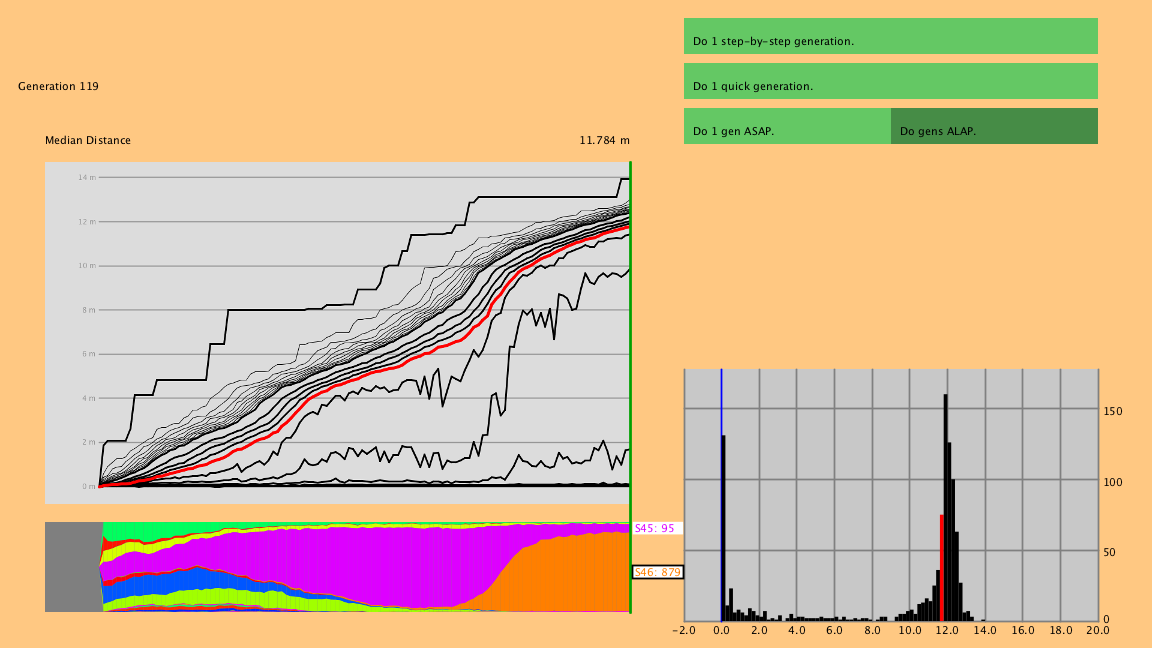 Do 1 step-by-step generation.
Generation 119
Do 1 quick generation.
Do 1 gen ASAP.
Do gens ALAP.
Median Distance
11.784 m
14 m
12 m
10 m
8 m
6 m
4 m
2 m
0 m
S45: 95
S46: 879
150
100
50
0
-2.0 0.0 2.0 4.0 6.0 8.0 10.0 12.0 14.0 16.0 18.0 20.0